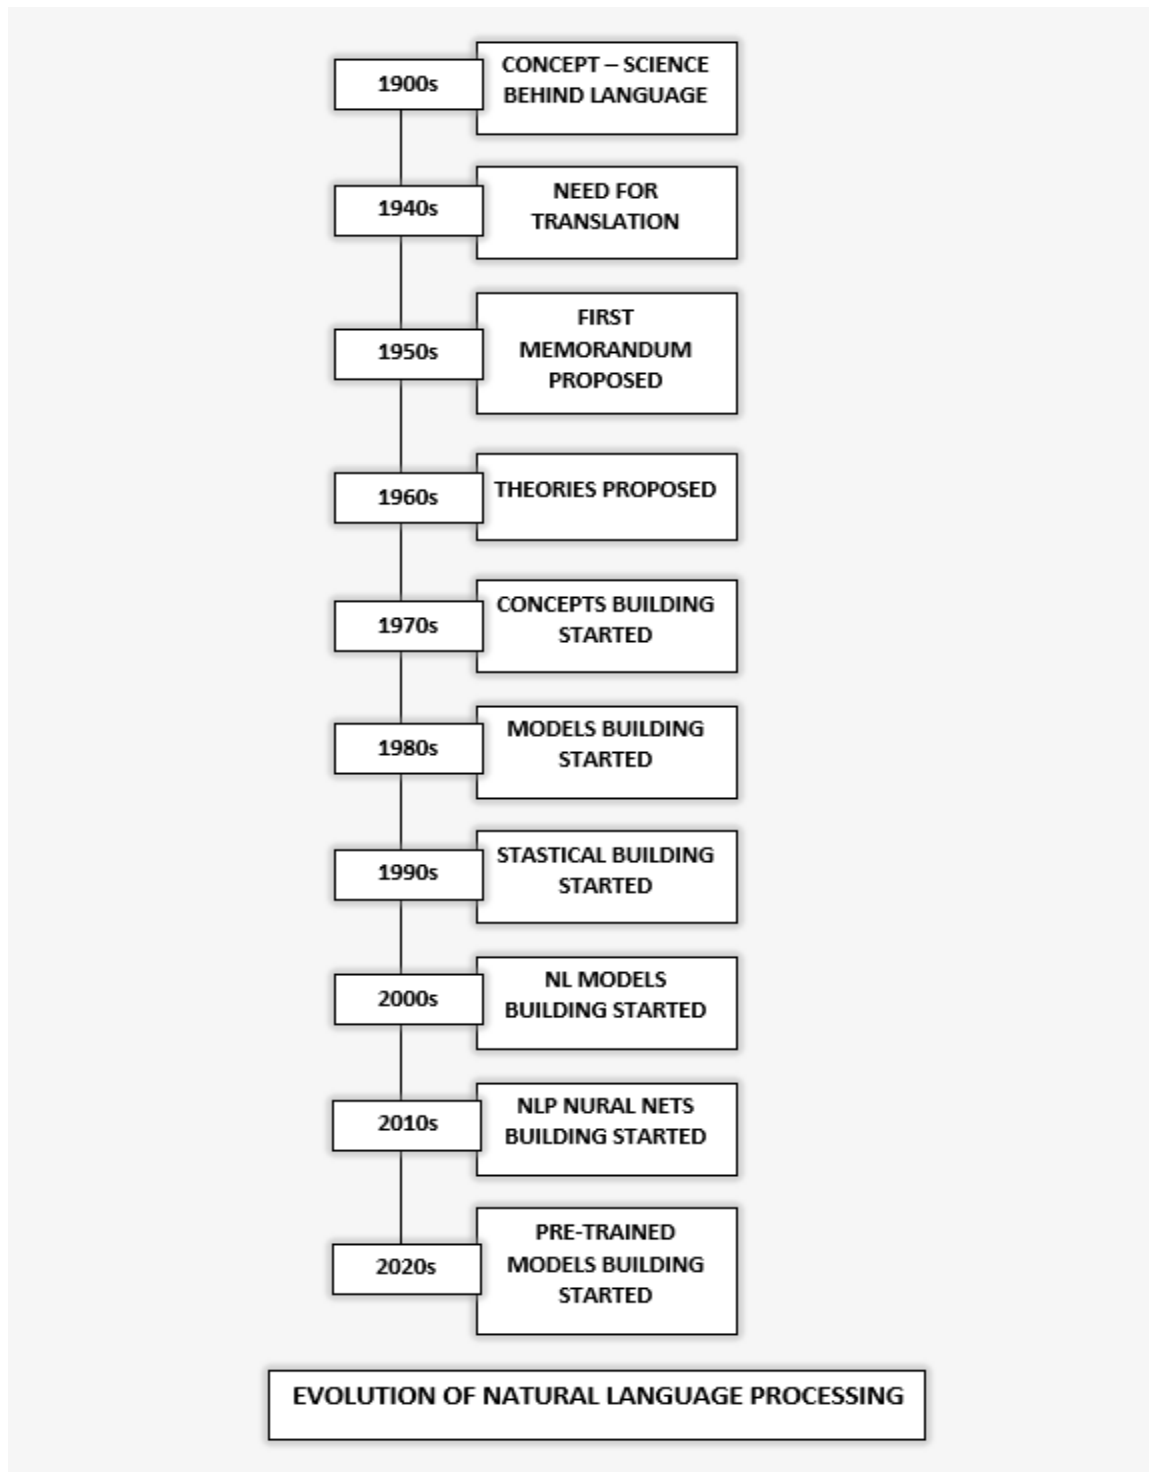 1900s
CONCEPT – SCIENCE
BEHIND LANGUAGE
1940s
NEED FOR
TRANSLATION
1950s
FIRST
MEMORANDUM
PROPOSED
1960s
THEORIES PROPOSED
1970s
CONCEPTS BUILDING
STARTED
1980s
MODELS BUILDING
STARTED
1990s
STASTICAL BUILDING
STARTED
2000s
NL MODELS
BUILDING STARTED
2010s
NLP NURAL NETS
BUILDING STARTED
2020s
PRE-TRAINED
MODELS BUILDING
STARTED
EVOLUTION OF NATURAL LANGUAGE PROCESSING